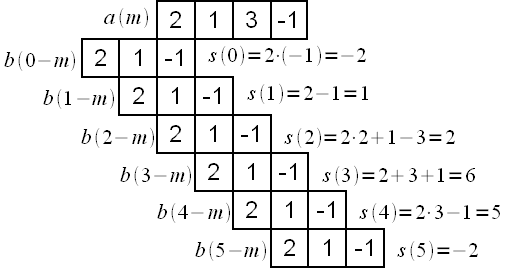 a(m) 2 1 3 -1
b(0−m) 2 1 -1 s(0)=2·(−1)=−2
b(1−m) 2 1 -1 s(1)=2−1=1
b(2−m) 2 1 -1 s(2)=2·2+1−3=2
b(3−m) 2 1 -1 s(3)=2+3+1=6
b(4−m) 2 1 -1 s(4)=2·3−1=5
b(5−m) 2 1 -1 s(5)=−2